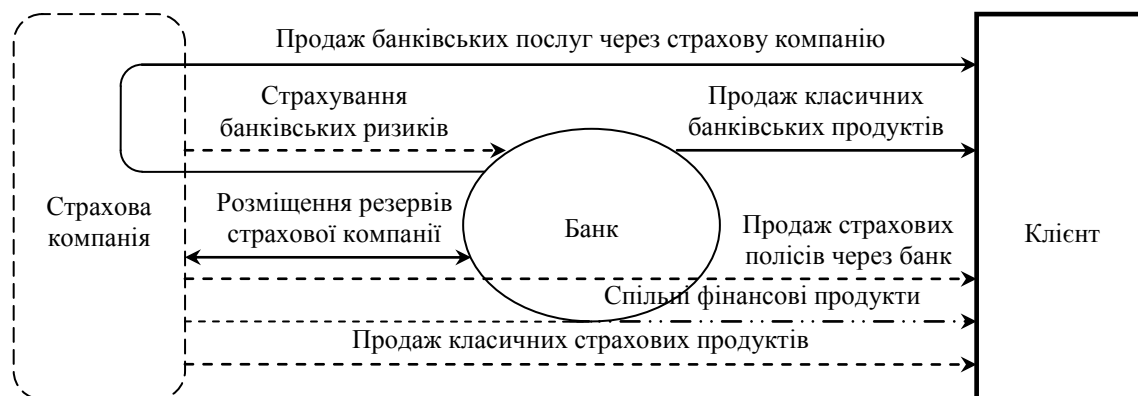 Продаж банківських послуг через страхову компанію
Страхування
банківських ризиків
Продаж класичних
банківських продуктів
Страхова
компанія
Розміщення резервів
страхової компанії
Банк
Продаж страхових
полісів через банк
Клієнт
Спільні фінансові продукти
Продаж класичних страхових продуктів